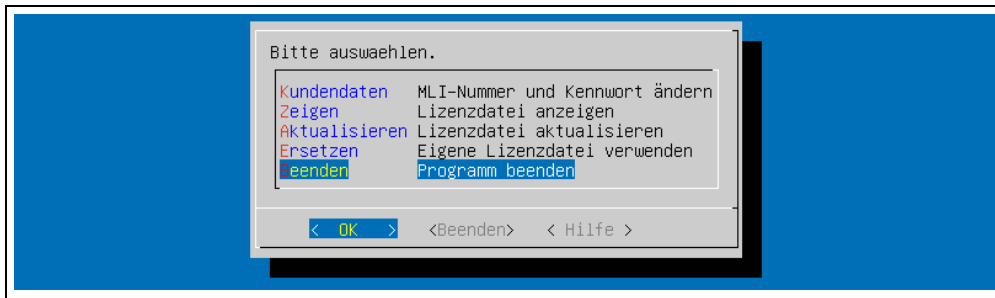 Bitte auswaehlen.
Kundendaten MLI-Nummer und Kennwort ändern
Zeigen Lizenzdatei anzeigen
Aktualisieren Lizenzdatei aktualisieren
Ersetzen Eigene Lizenzdatei verwenden
Beenden Programm beenden
< OK > <Beenden> < Hilfe >